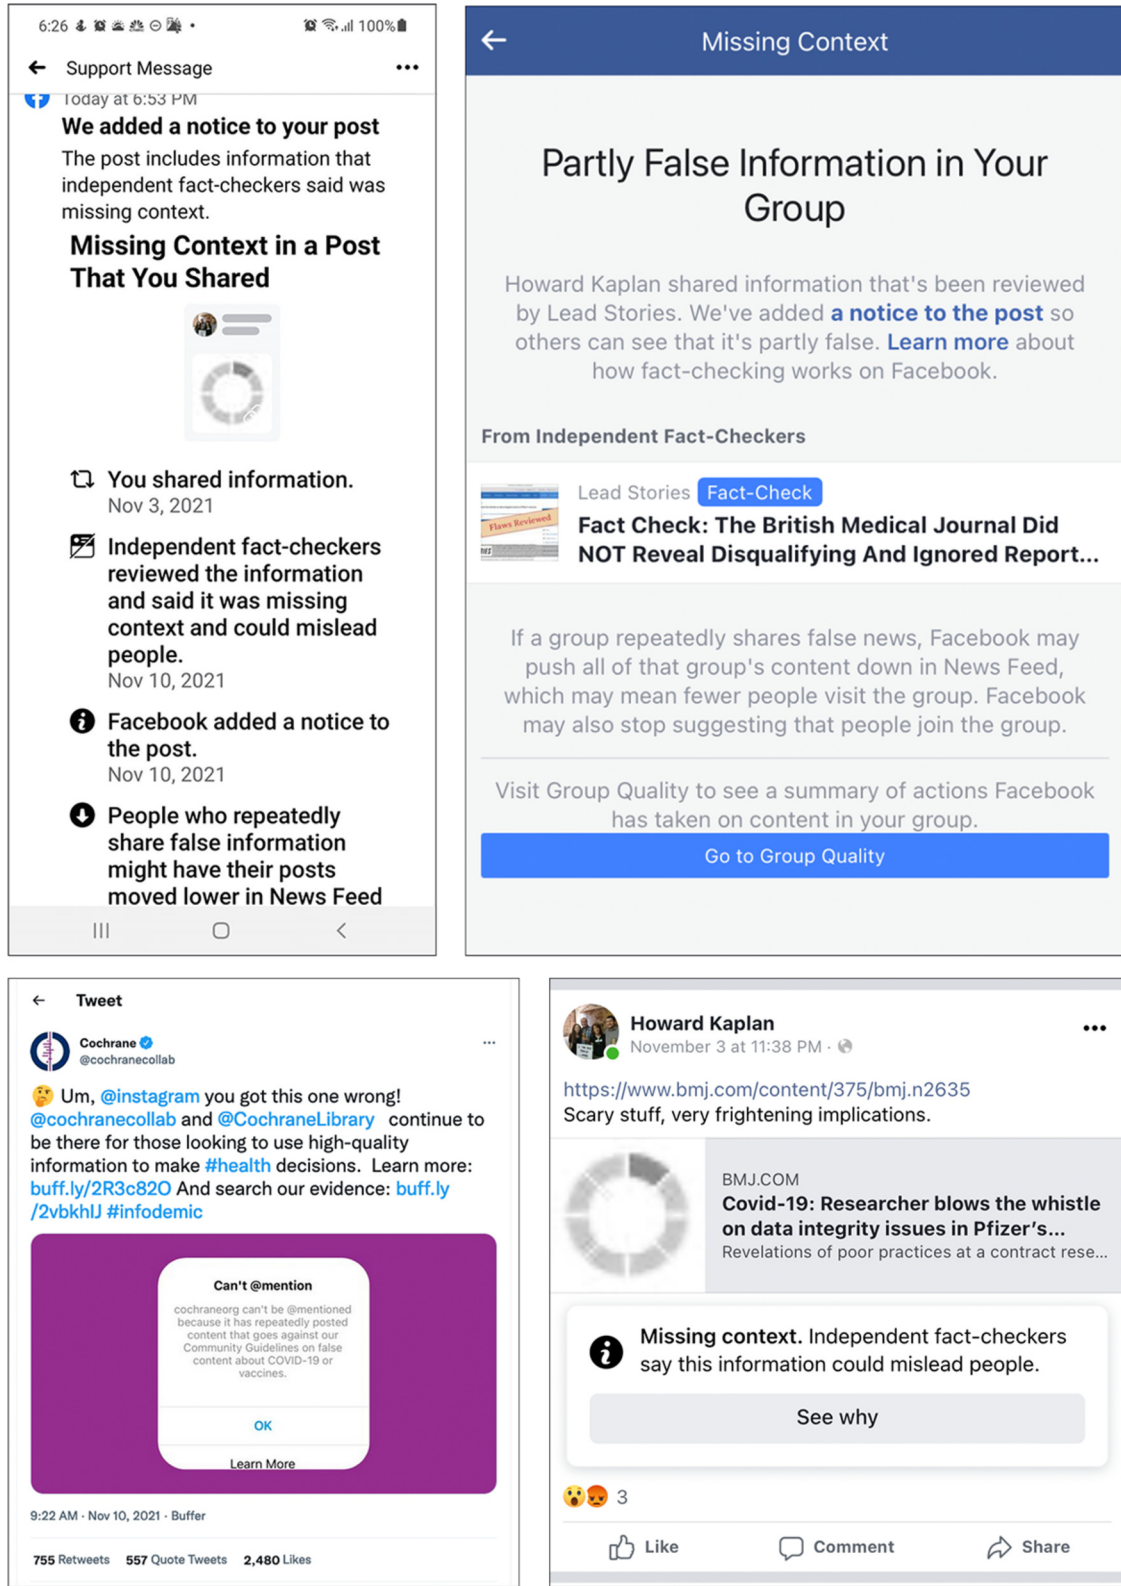 6:26
100%
Support Message
Today at 6:53 PM
We added a notice to your post
The post includes information that
independent fact-checkers said was
missing context.
Missing Context in a Post
That You Shared
You shared information.
Nov 3, 2021
Independent fact-checkers
reviewed the information
and said it was missing
context and could mislead
people.
Nov 10, 2021
Facebook added a notice to
the post.
Nov 10, 2021
People who repeatedly
share false information
might have their posts
moved lower in News Feed
Missing Context
Partly False Information in Your
Group
Howard Kaplan shared information that's been reviewed
by Lead Stories. We've added a notice to the post so
others can see that it's partly false. Learn more about
how fact-checking works on Facebook.
From Independent Fact-Checkers
Flaws Reviewed
Lead Stories Fact-Check
Fact Check: The British Medical Journal Did
NOT Reveal Disqualifying And Ignored Report...
If a group repeatedly shares false news, Facebook may
push all of that group's content down in News Feed,
which may mean fewer people visit the group. Facebook
may also stop suggesting that people join the group.
Visit Group Quality to see a summary of actions Facebook
has taken on content in your group.
Go to Group Quality
Tweet
Cochrane
@cochranecollab
🤔 Um, @instagram you got this one wrong!
@cochranecollab and @CochraneLibrary continue to
be there for those looking to use high-quality
information to make #health decisions. Learn more:
buff.ly/2R3c82O And search our evidence: buff.ly
/2vbkhIJ #infodemic
Can't @mention
cochraneorg can't be @mentioned
because it has repeatedly posted
content that goes against our
Community Guidelines on false
content about COVID-19 or
vaccines.
OK
Learn More
9:22 AM · Nov 10, 2021 · Buffer
755 Retweets 557 Quote Tweets 2,480 Likes
Howard Kaplan
November 3 at 11:38 PM ·
https://www.bmj.com/content/375/bmj.n2635
Scary stuff, very frightening implications.
BMJ.COM
Covid-19: Researcher blows the whistle
on data integrity issues in Pfizer's...
Revelations of poor practices at a contract rese...
Missing context. Independent fact-checkers
say this information could mislead people.
See why
3
Like Comment Share